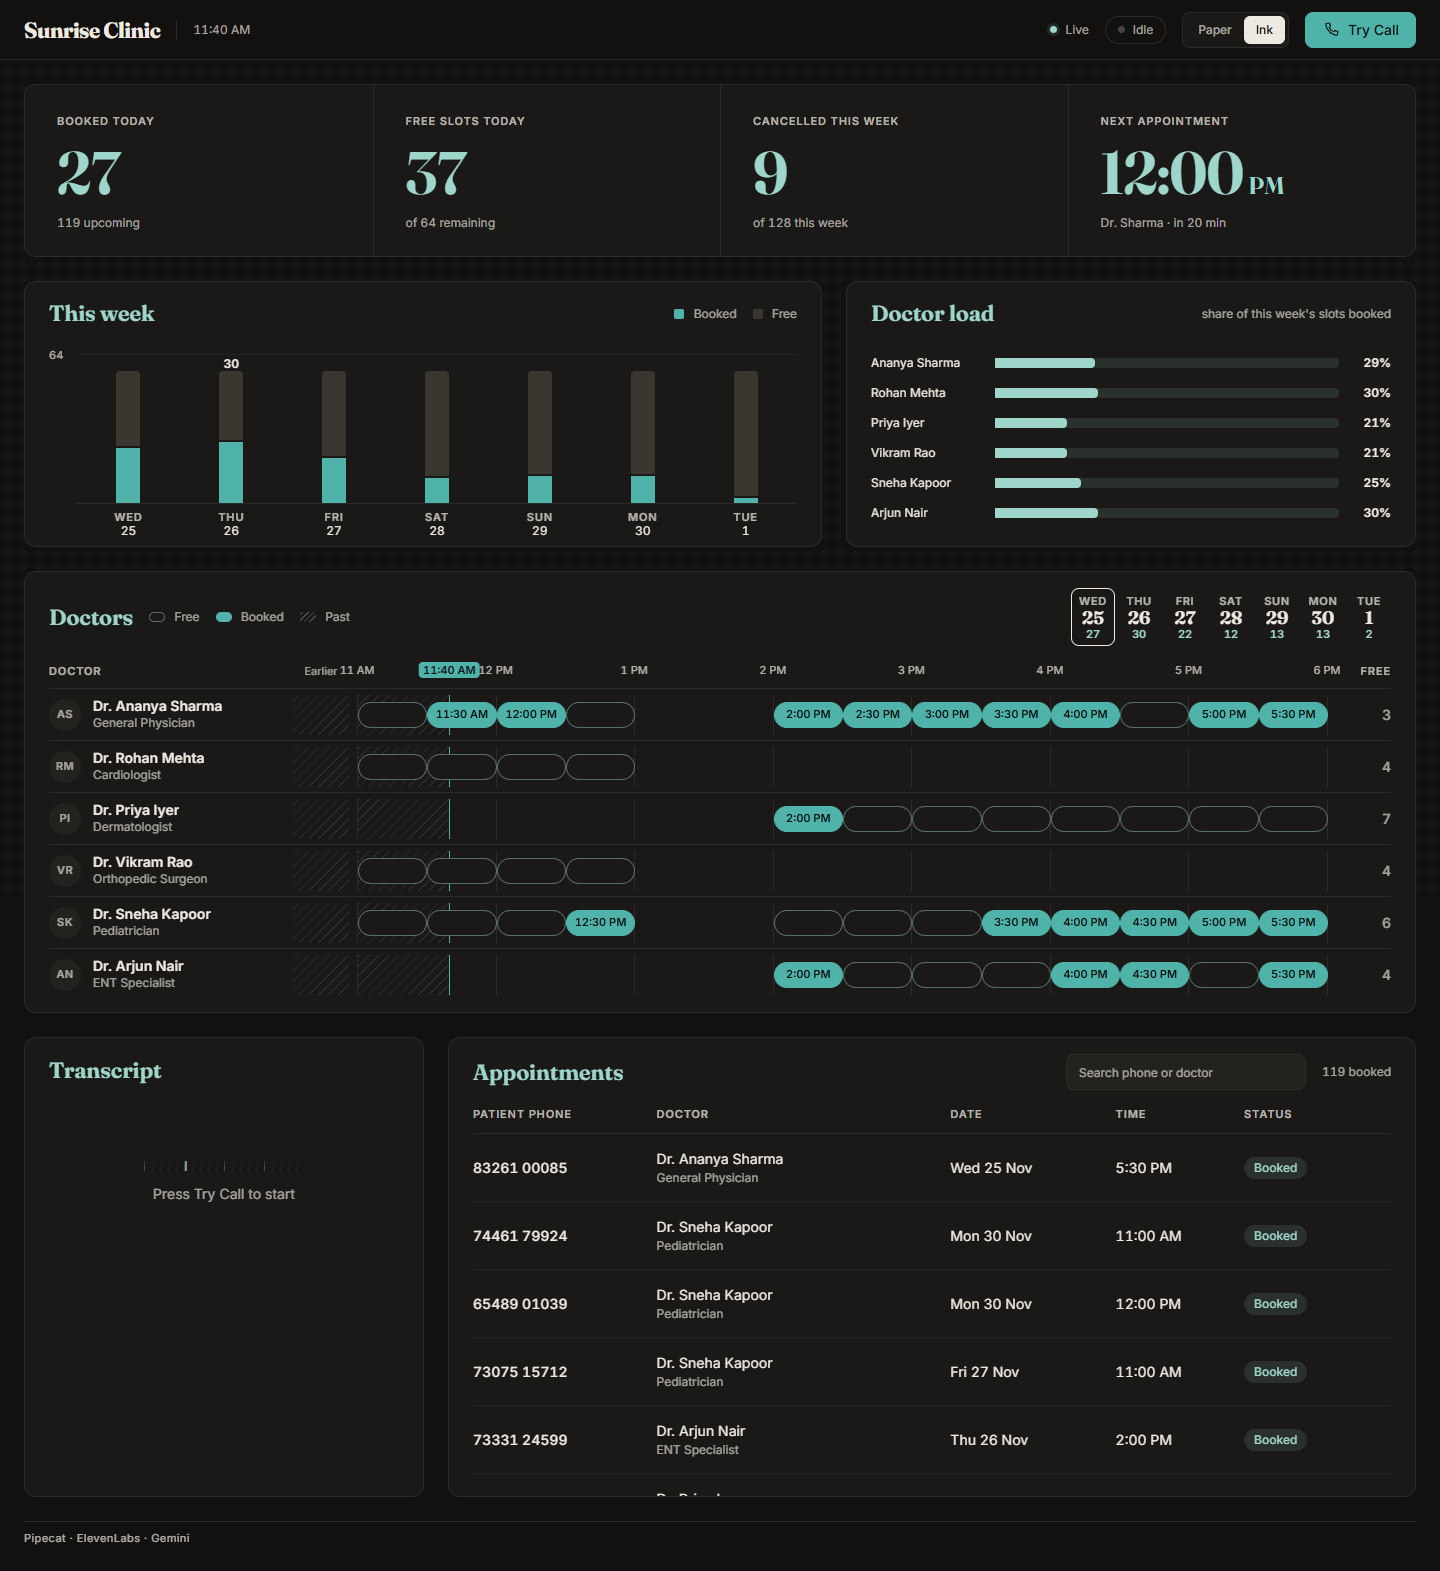 Sunrise Clinic
11:40 AM
Live
Idle
Paper
Ink
Try Call
BOOKED TODAY
27
119 upcoming
FREE SLOTS TODAY
37
of 64 remaining
CANCELLED THIS WEEK
9
of 128 this week
NEXT APPOINTMENT
12:00 PM
Dr. Sharma · in 20 min
This week
Booked
Free
64
30
WED THU FRI SAT SUN MON TUE
25 26 27 28 29 30 1
Doctor load
share of this week's slots booked
Ananya Sharma 29%
Rohan Mehta 30%
Priya Iyer 21%
Vikram Rao 21%
Sneha Kapoor 25%
Arjun Nair 30%
Doctors
Free
Booked
Past
WED THU FRI SAT SUN MON TUE
25 26 27 28 29 30 1
27 30 22 12 13 13 2
DOCTOR Earlier 11 AM 11:40 AM 12 PM 1 PM 2 PM 3 PM 4 PM 5 PM 6 PM FREE
AS Dr. Ananya Sharma 11:30 AM 12:00 PM 2:00 PM 2:30 PM 3:00 PM 3:30 PM 4:00 PM 5:00 PM 5:30 PM 3
General Physician
RM Dr. Rohan Mehta 4
Cardiologist
PI Dr. Priya Iyer 2:00 PM 7
Dermatologist
VR Dr. Vikram Rao 4
Orthopedic Surgeon
SK Dr. Sneha Kapoor 12:30 PM 3:30 PM 4:00 PM 4:30 PM 5:00 PM 5:30 PM 6
Pediatrician
AN Dr. Arjun Nair 2:00 PM 4:00 PM 4:30 PM 5:30 PM 4
ENT Specialist
Transcript
Press Try Call to start
Appointments
Search phone or doctor
119 booked
PATIENT PHONE DOCTOR DATE TIME STATUS
83261 00085 Dr. Ananya Sharma Wed 25 Nov 5:30 PM Booked
General Physician
74461 79924 Dr. Sneha Kapoor Mon 30 Nov 11:00 AM Booked
Pediatrician
65489 01039 Dr. Sneha Kapoor Mon 30 Nov 12:00 PM Booked
Pediatrician
73075 15712 Dr. Sneha Kapoor Fri 27 Nov 11:00 AM Booked
Pediatrician
73331 24599 Dr. Arjun Nair Thu 26 Nov 2:00 PM Booked
ENT Specialist
Pipecat · ElevenLabs · Gemini